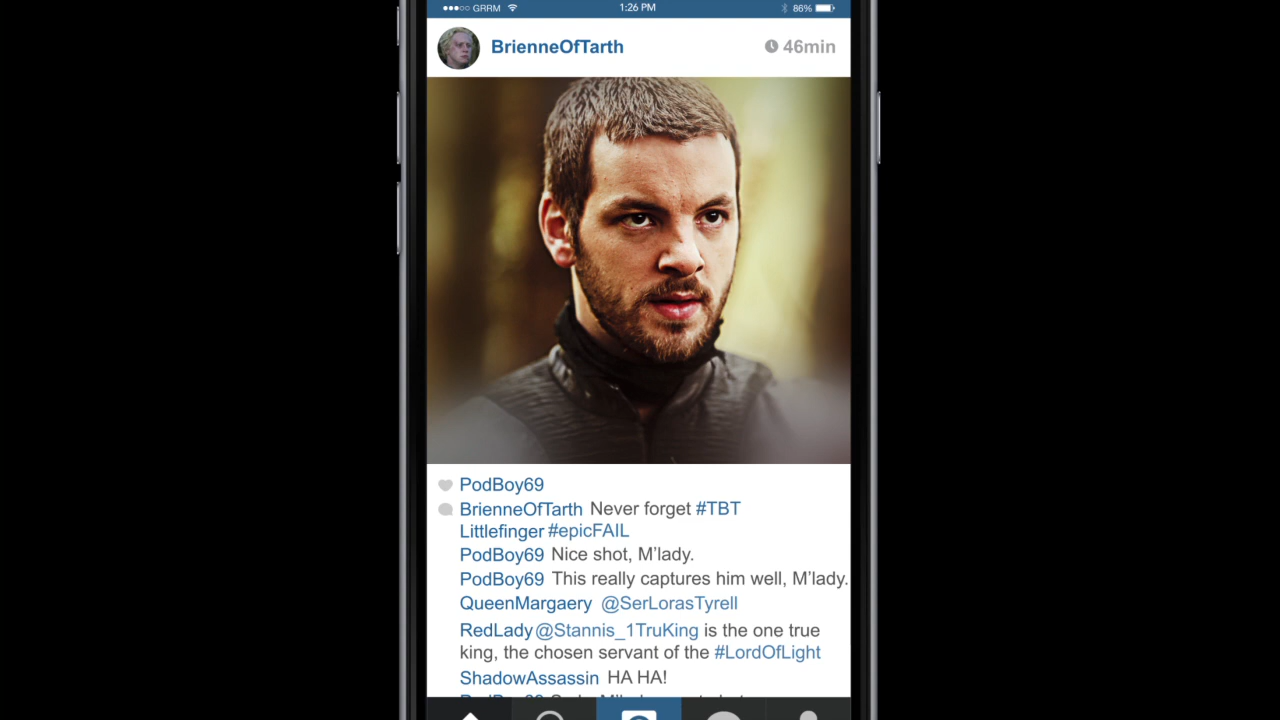 GRRM 1:26 PM 86%
BrienneOfTarth 46min
PodBoy69
BrienneOfTarth Never forget #TBT
Littlefinger #epicFAIL
PodBoy69 Nice shot, M'lady.
PodBoy69 This really captures him well, M'lady.
QueenMargaery @SerLorasTyrell
RedLady @Stannis_1TruKing is the one true
king, the chosen servant of the #LordOfLight
ShadowAssassin HA HA!